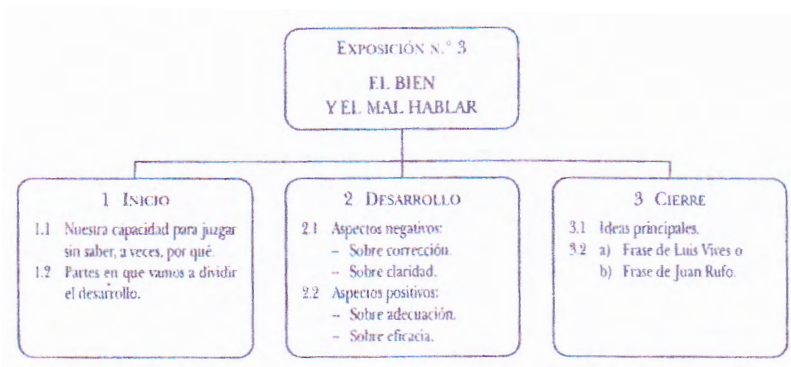 EXPOSICIÓN N.° 3
EL BIEN
Y EL MAL HABLAR
1 INICIO
1.1 Nuestra capacidad para juzgar
sin saber, a veces, por qué.
1.2 Partes en que vamos a dividir
el desarrollo.
2 DESARROLLO
2.1 Aspectos negativos:
– Sobre corrección.
– Sobre claridad.
2.2 Aspectos positivos:
– Sobre adecuación.
– Sobre eficacia.
3 CIERRE
3.1 Ideas principales.
3.2 a) Frase de Luis Vives o
b) Frase de Juan Rufo.